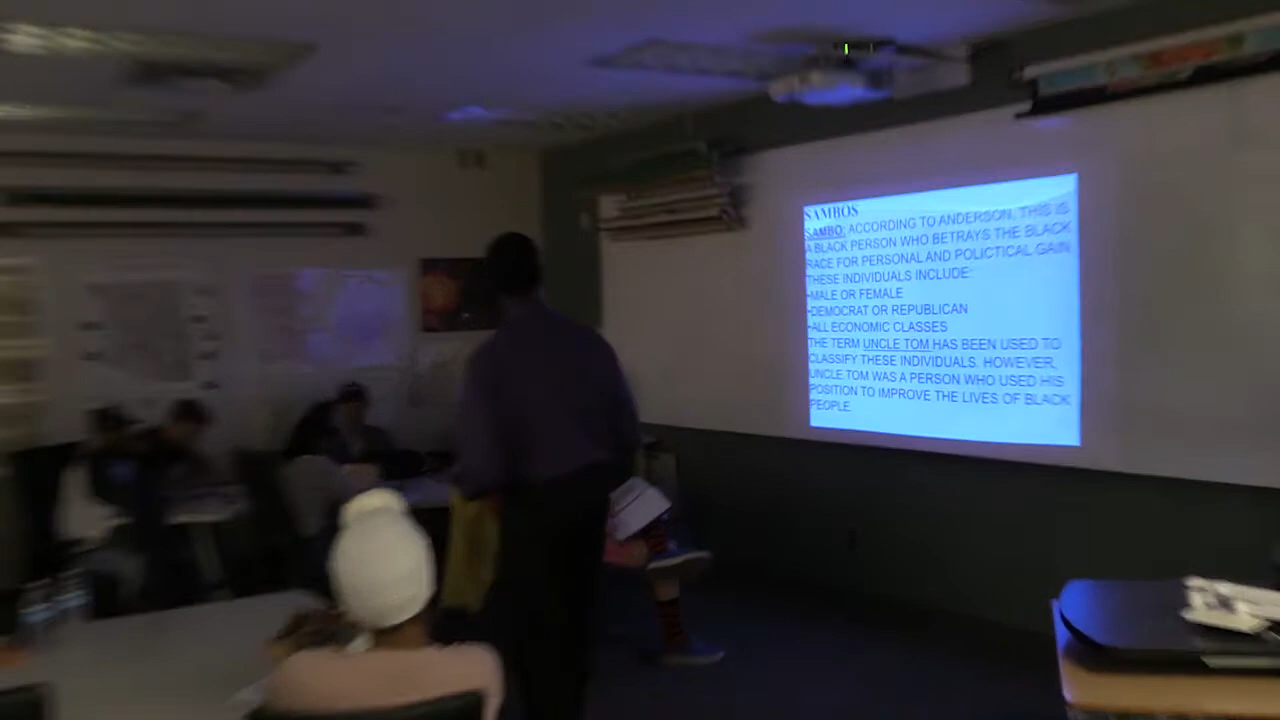 SAMBOS
SAMBO: ACCORDING TO ANDERSON, THIS IS
A BLACK PERSON WHO BETRAYS THE BLACK
RACE FOR PERSONAL AND POLICTICAL GAIN
THESE INDIVIDUALS INCLUDE:
•MALE OR FEMALE
•DEMOCRAT OR REPUBLICAN
•ALL ECONOMIC CLASSES
THE TERM UNCLE TOM HAS BEEN USED TO
CLASSIFY THESE INDIVIDUALS. HOWEVER,
UNCLE TOM WAS A PERSON WHO USED HIS
POSITION TO IMPROVE THE LIVES OF BLACK
PEOPLE.